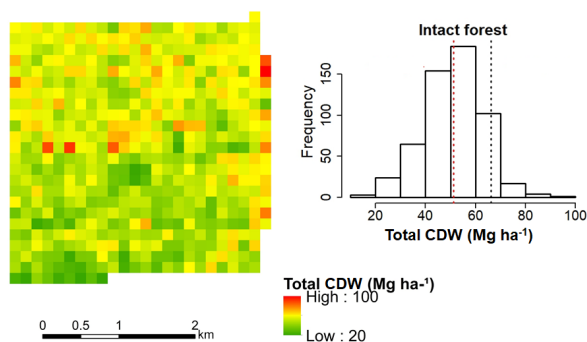 Intact forest
Frequency
0 50 100 150
20 40 60 80 100
Total CDW (Mg ha⁻¹)
Total CDW (Mg ha-¹)
High : 100
Low : 20
0 0.5 1 2
km